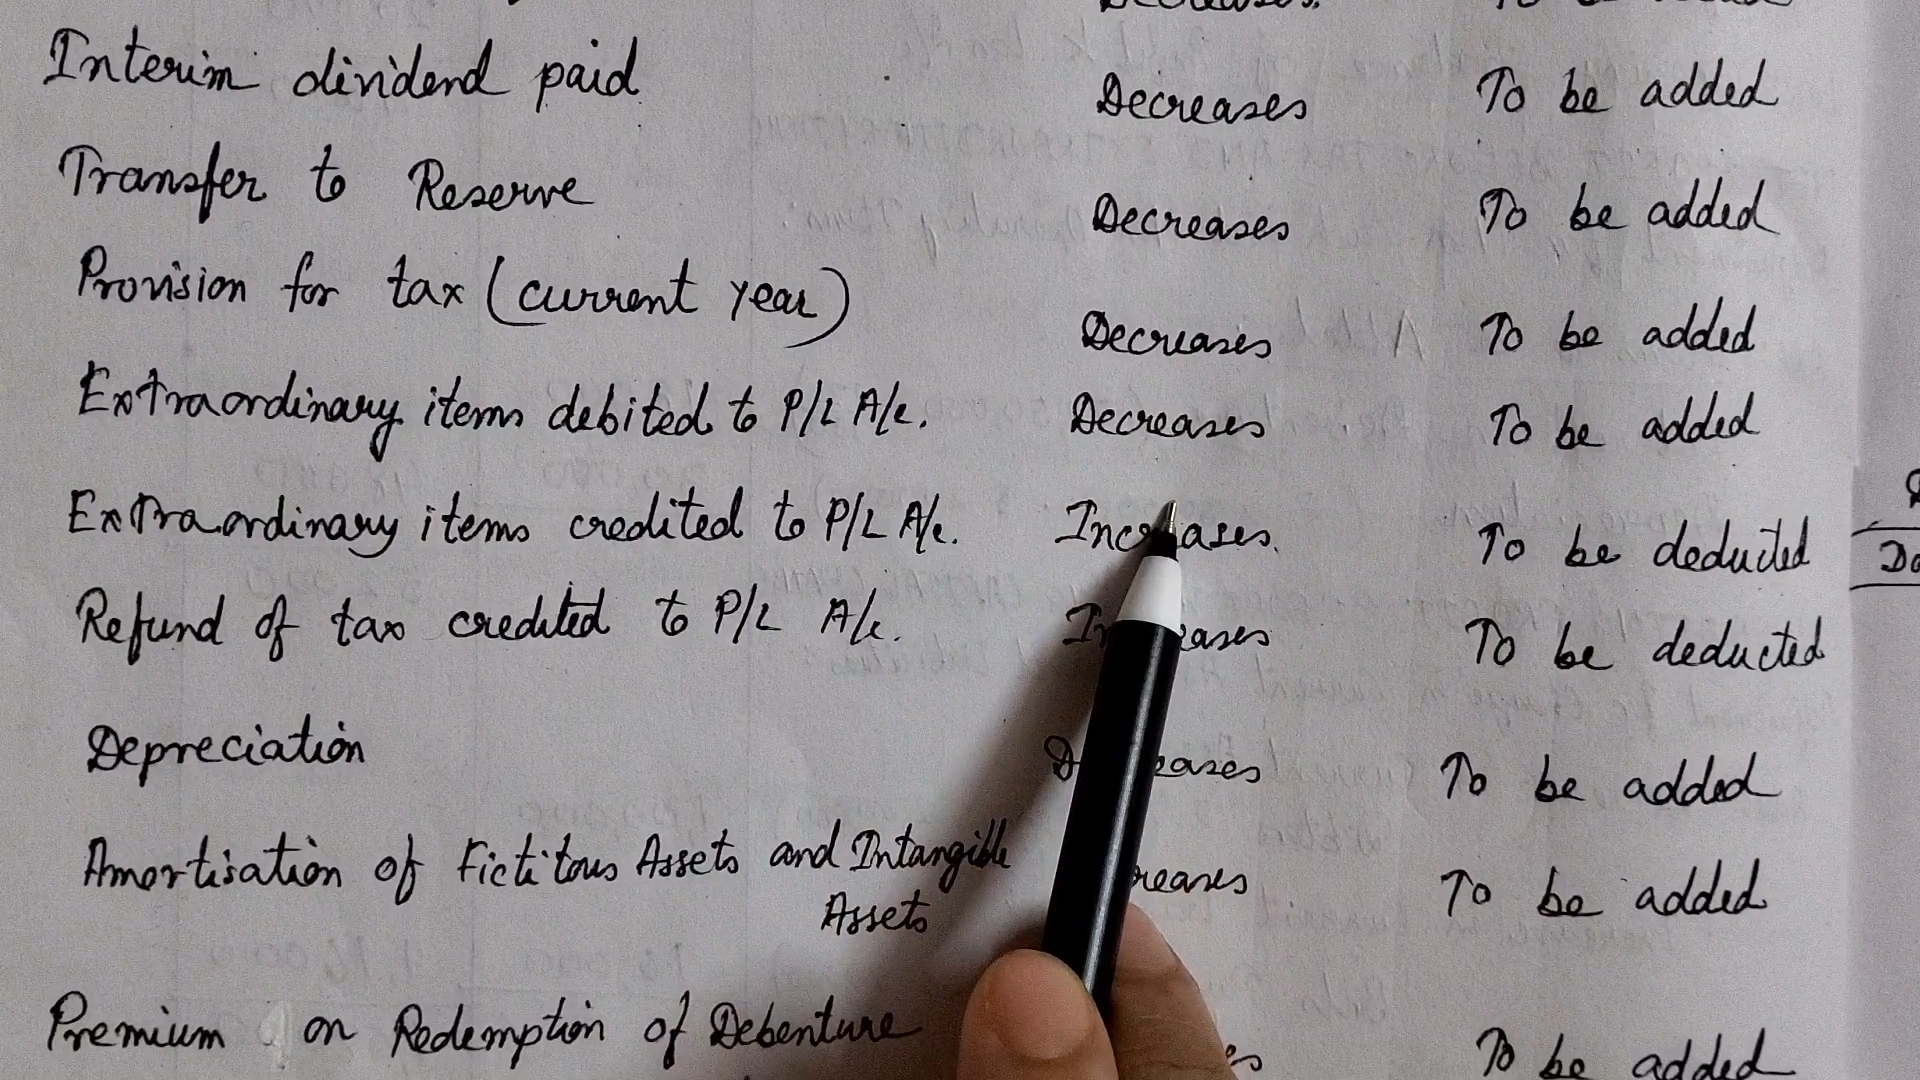 Interim dividend paid Decreases To be added
Transfer to Reserve Decreases To be added
Provision for tax (current year) Decreases To be added
Extraordinary items debited to P/L A/c. Decreases To be added
Extraordinary items credited to P/L A/c. Increases. To be deducted
Refund of tax credited to P/L A/c. To be deducted
Depreciation To be added
Amortisation of Fictitous Assets and Intangible To be added
Assets
Premium on Redemption of Debenture To be added